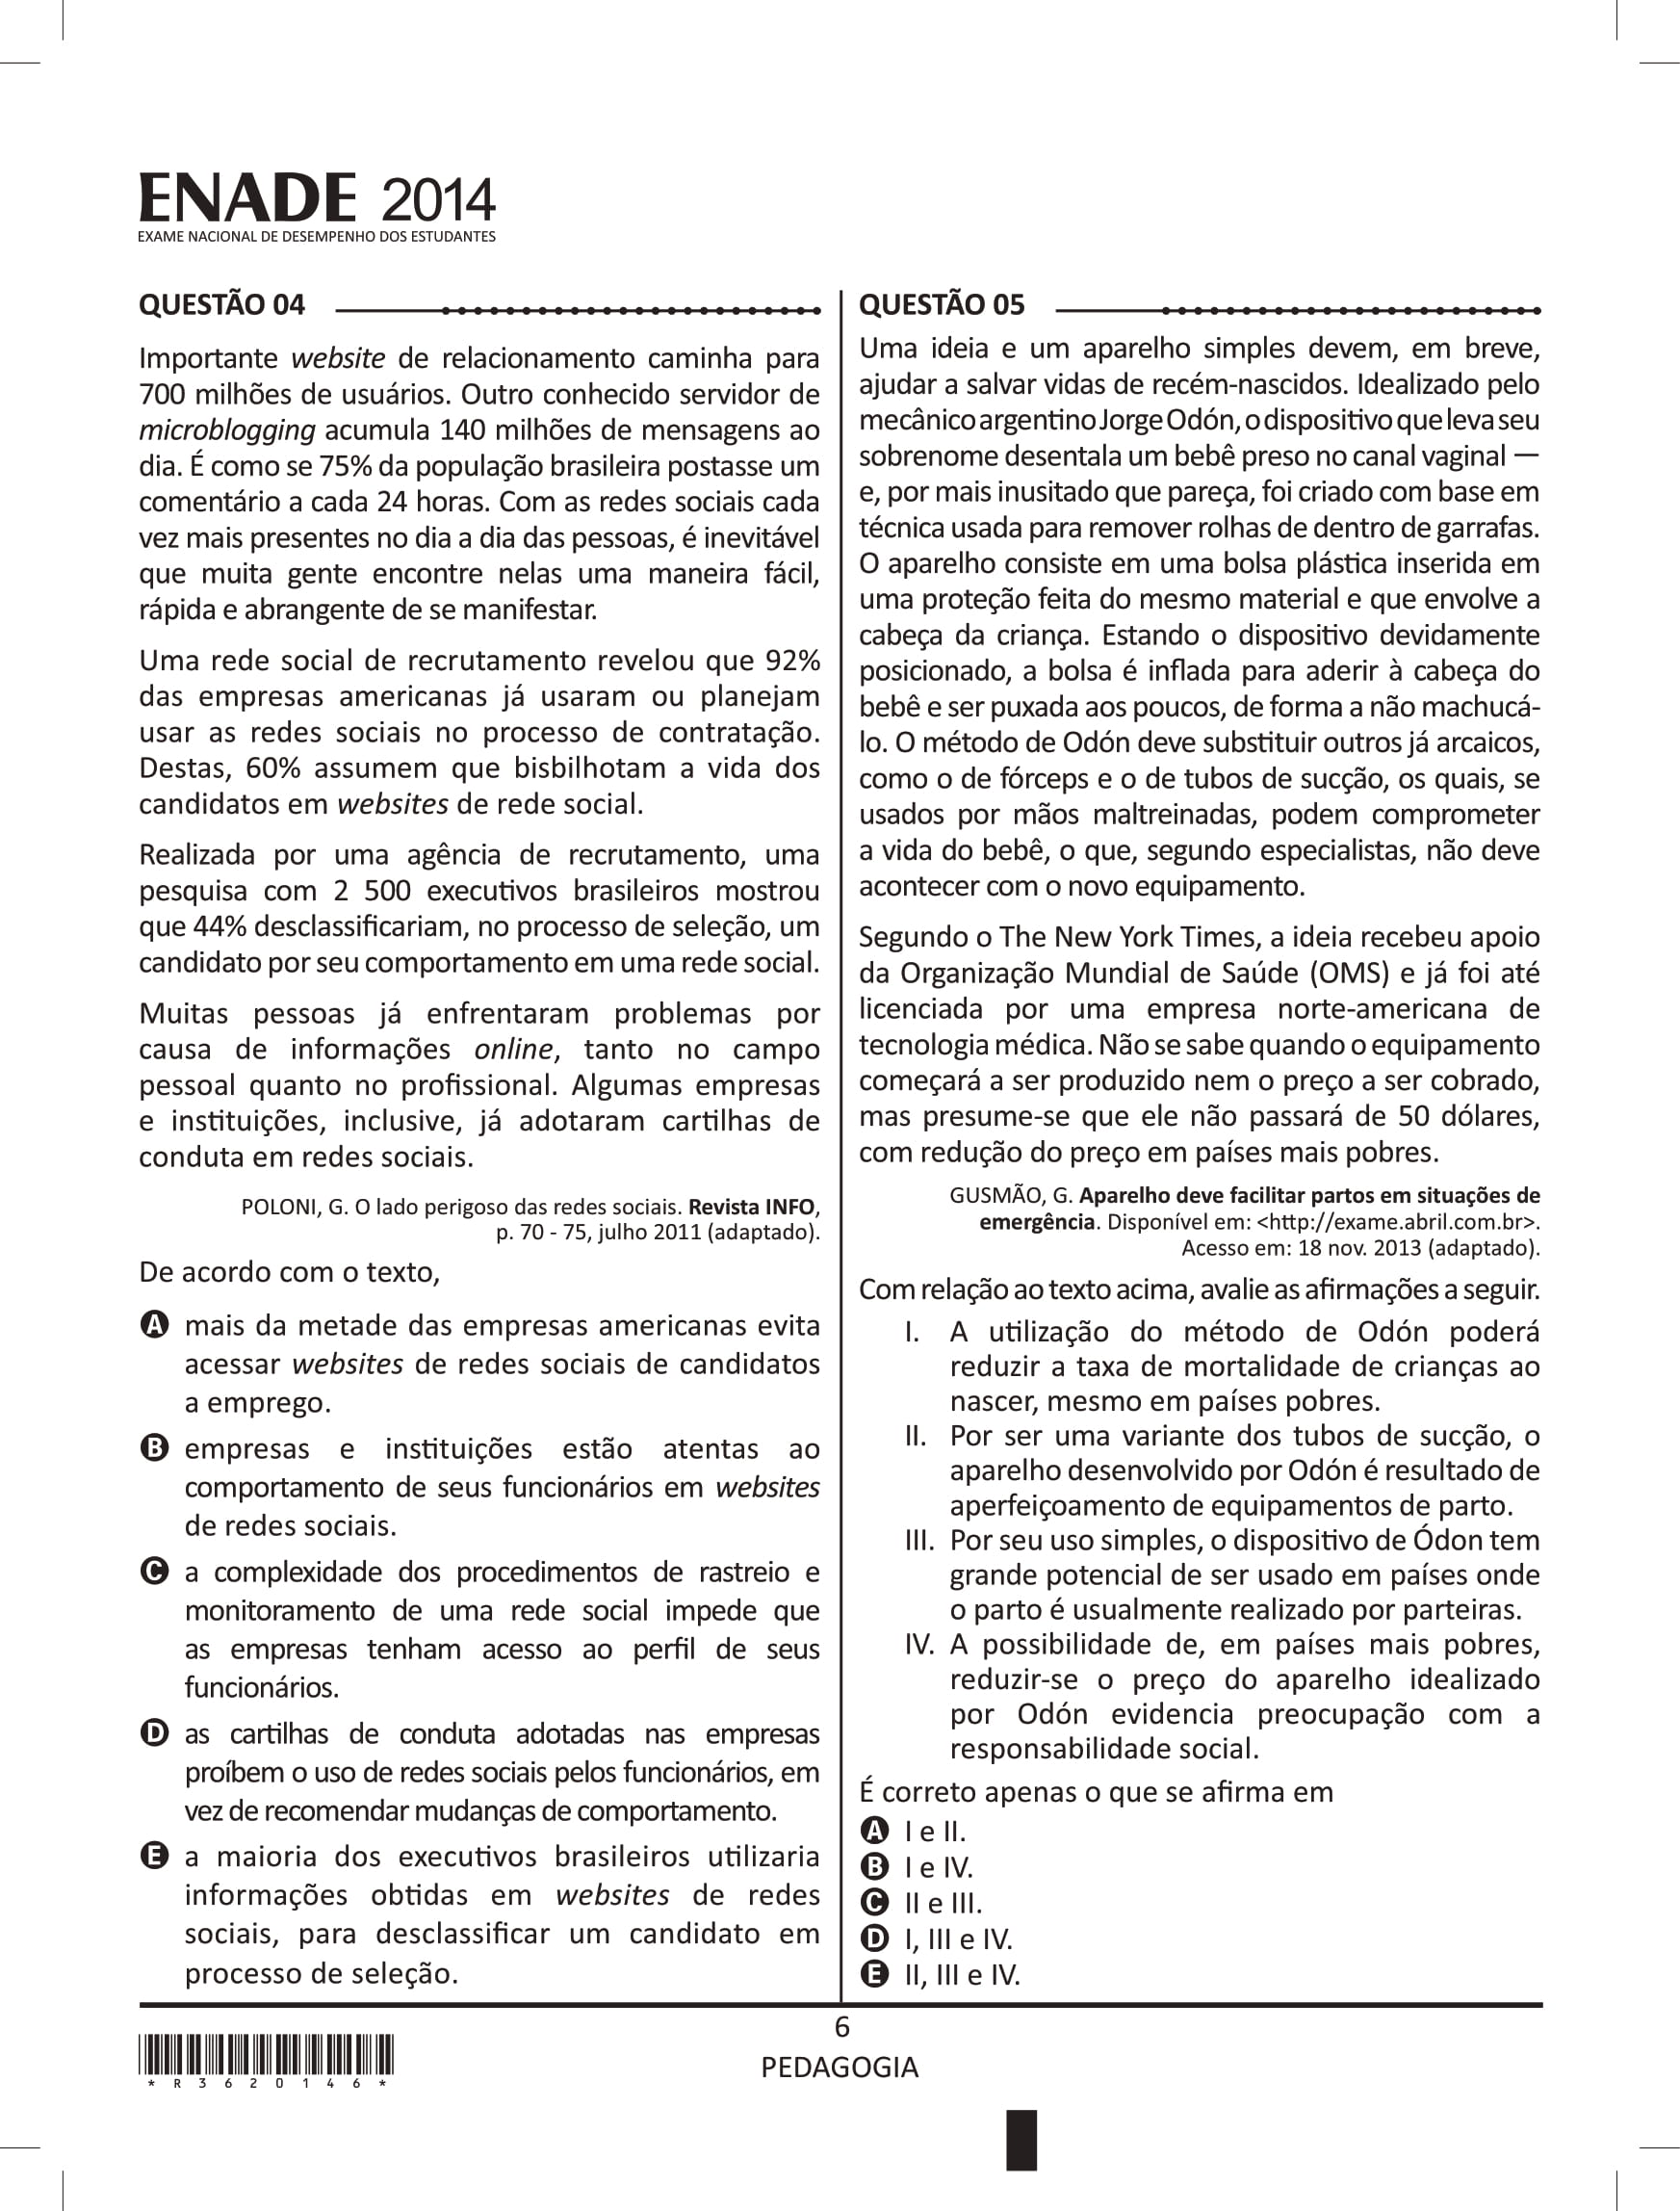 ENADE 2014
EXAME NACIONAL DE DESEMPENHO DOS ESTUDANTES
QUESTÃO 04
Importante website de relacionamento caminha para
700 milhões de usuários. Outro conhecido servidor de
microblogging acumula 140 milhões de mensagens ao
dia. É como se 75% da população brasileira postasse um
comentário a cada 24 horas. Com as redes sociais cada
vez mais presentes no dia a dia das pessoas, é inevitável
que muita gente encontre nelas uma maneira fácil,
rápida e abrangente de se manifestar.
Uma rede social de recrutamento revelou que 92%
das empresas americanas já usaram ou planejam
usar as redes sociais no processo de contratação.
Destas, 60% assumem que bisbilhotam a vida dos
candidatos em websites de rede social.
Realizada por uma agência de recrutamento, uma
pesquisa com 2 500 executivos brasileiros mostrou
que 44% desclassificariam, no processo de seleção, um
candidato por seu comportamento em uma rede social.
Muitas pessoas já enfrentaram problemas por
causa de informações online, tanto no campo
pessoal quanto no profissional. Algumas empresas
e instituições, inclusive, já adotaram cartilhas de
conduta em redes sociais.
POLONI, G. O lado perigoso das redes sociais. Revista INFO,
p. 70 - 75, julho 2011 (adaptado).
De acordo com o texto,
A mais da metade das empresas americanas evita
acessar websites de redes sociais de candidatos
a emprego.
B empresas e instituições estão atentas ao
comportamento de seus funcionários em websites
de redes sociais.
C a complexidade dos procedimentos de rastreio e
monitoramento de uma rede social impede que
as empresas tenham acesso ao perfil de seus
funcionários.
D as cartilhas de conduta adotadas nas empresas
proíbem o uso de redes sociais pelos funcionários, em
vez de recomendar mudanças de comportamento.
E a maioria dos executivos brasileiros utilizaria
informações obtidas em websites de redes
sociais, para desclassificar um candidato em
processo de seleção.
QUESTÃO 05
Uma ideia e um aparelho simples devem, em breve,
ajudar a salvar vidas de recém-nascidos. Idealizado pelo
mecânico argentino Jorge Odón, o dispositivo que leva seu
sobrenome desentala um bebê preso no canal vaginal —
e, por mais inusitado que pareça, foi criado com base em
técnica usada para remover rolhas de dentro de garrafas.
O aparelho consiste em uma bolsa plástica inserida em
uma proteção feita do mesmo material e que envolve a
cabeça da criança. Estando o dispositivo devidamente
posicionado, a bolsa é inflada para aderir à cabeça do
bebê e ser puxada aos poucos, de forma a não machucá-
lo. O método de Odón deve substituir outros já arcaicos,
como o de fórceps e o de tubos de sucção, os quais, se
usados por mãos maltreinadas, podem comprometer
a vida do bebê, o que, segundo especialistas, não deve
acontecer com o novo equipamento.
Segundo o The New York Times, a ideia recebeu apoio
da Organização Mundial de Saúde (OMS) e já foi até
licenciada por uma empresa norte-americana de
tecnologia médica. Não se sabe quando o equipamento
começará a ser produzido nem o preço a ser cobrado,
mas presume-se que ele não passará de 50 dólares,
com redução do preço em países mais pobres.
GUSMÃO, G. Aparelho deve facilitar partos em situações de
emergência. Disponível em: <http://exame.abril.com.br>.
Acesso em: 18 nov. 2013 (adaptado).
Com relação ao texto acima, avalie as afirmações a seguir.
I. A utilização do método de Odón poderá
reduzir a taxa de mortalidade de crianças ao
nascer, mesmo em países pobres.
II. Por ser uma variante dos tubos de sucção, o
aparelho desenvolvido por Odón é resultado de
aperfeiçoamento de equipamentos de parto.
III. Por seu uso simples, o dispositivo de Ódon tem
grande potencial de ser usado em países onde
o parto é usualmente realizado por parteiras.
IV. A possibilidade de, em países mais pobres,
reduzir-se o preço do aparelho idealizado
por Odón evidencia preocupação com a
responsabilidade social.
É correto apenas o que se afirma em
A I e II.
B I e IV.
C II e III.
D I, III e IV.
E II, III e IV.
6
PEDAGOGIA
* R 3 6 2 0 1 4 6 *